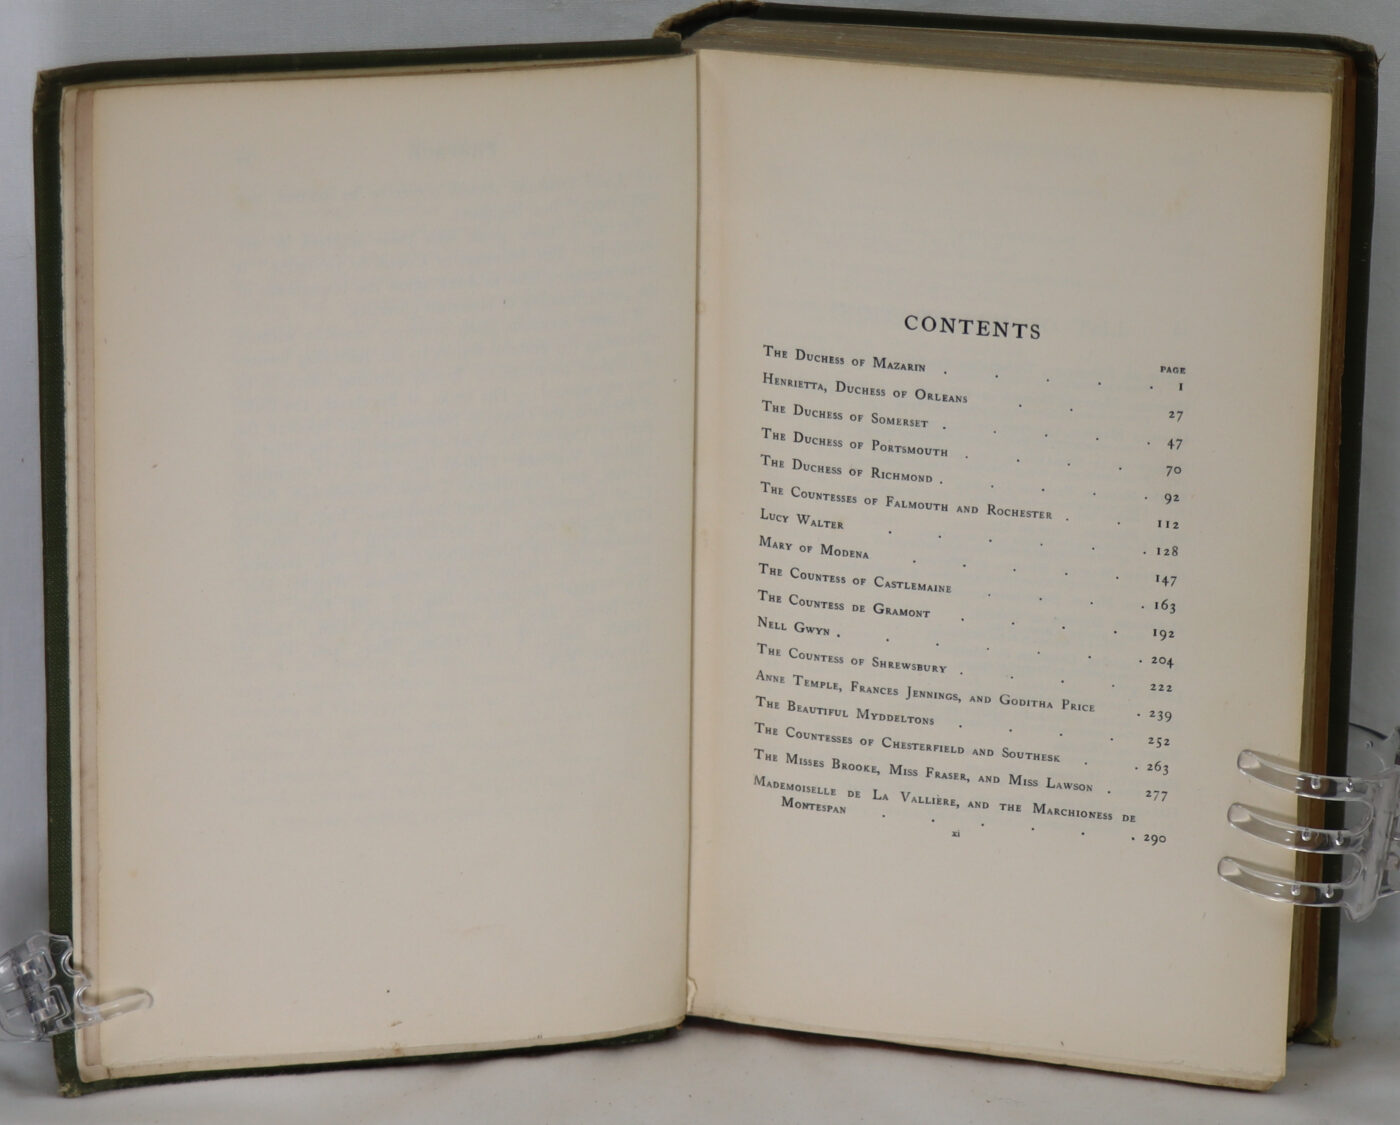 CONTENTS
PAGE
The Duchess of Mazarin . . . . . 1
Henrietta, Duchess of Orleans . . 27
The Duchess of Somerset . . . . . 47
The Duchess of Portsmouth . . . . 70
The Duchess of Richmond . . . . . 92
The Countesses of Falmouth and Rochester . . 112
Lucy Walter . . . . . . 128
Mary of Modena . . . . . 147
The Countess of Castlemaine . . . . 163
The Countess de Gramont . . . . 192
Nell Gwyn . . . . . . . 204
The Countess of Shrewsbury . . . . 222
Anne Temple, Frances Jennings, and Goditha Price . 239
The Beautiful Myddeltons . . . . 252
The Countesses of Chesterfield and Southesk . . 263
The Misses Brooke, Miss Fraser, and Miss Lawson . 277
Mademoiselle de La Vallière, and the Marchioness de
Montespan . . . . . . 290
xi